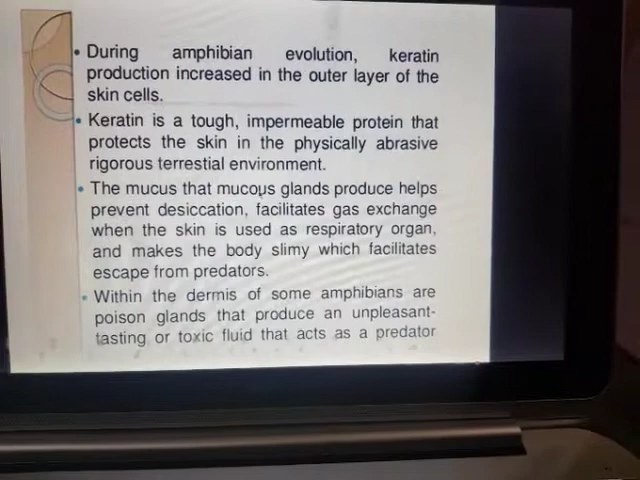 • During amphibian evolution, keratin
production increased in the outer layer of the
skin cells.
• Keratin is a tough, impermeable protein that
protects the skin in the physically abrasive
rigorous terrestial environment.
• The mucus that mucoųs glands produce helps
prevent desiccation, facilitates gas exchange
when the skin is used as respiratory organ,
and makes the body slimy which facilitates
escape from predators.
• Within the dermis of some amphibians are
poison glands that produce an unpleasant-
tasting or toxic fluid that acts as a predator